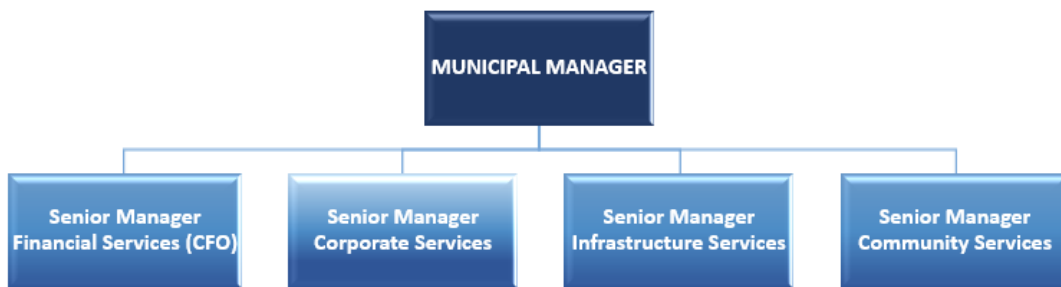 MUNICIPAL MANAGER
Senior Manager
Financial Services (CFO)
Senior Manager
Corporate Services
Senior Manager
Infrastructure Services
Senior Manager
Community Services